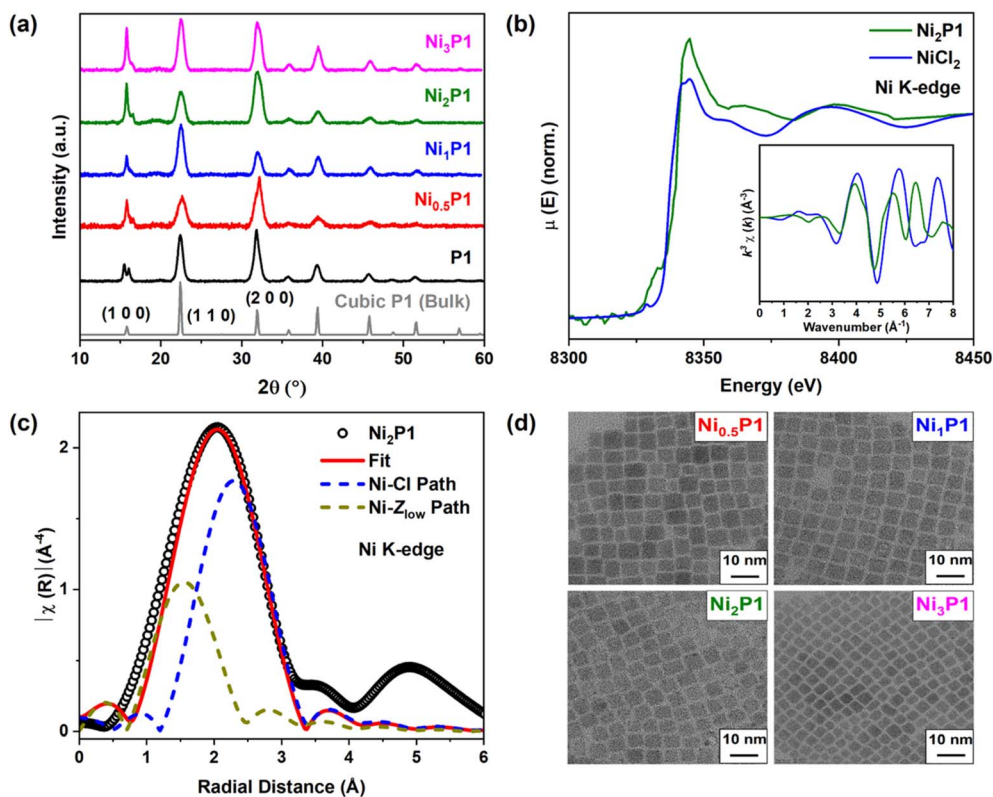 (a)
Intensity (a.u.)
Ni₃P1
Ni₂P1
Ni₁P1
Ni₀.₅P1
P1
Cubic P1 (Bulk)
(1 0 0)
(1 1 0)
(2 0 0)
10 20 30 40 50 60
2θ (°)
(b)
μ (E) (norm.)
Ni₂P1
NiCl₂
Ni K-edge
k³ χ (k) (Å⁻³)
0 1 2 3 4 5 6 7 8
Wavenumber (Å⁻¹)
8300 8350 8400 8450
Energy (eV)
(c)
|χ (R)| (Å⁻⁴)
2
1
0
Ni₂P1
Fit
Ni-Cl Path
Ni-Zlow Path
Ni K-edge
0 1 2 3 4 5 6
Radial Distance (Å)
(d)
Ni₀.₅P1
10 nm
Ni₁P1
10 nm
Ni₂P1
10 nm
Ni₃P1
10 nm